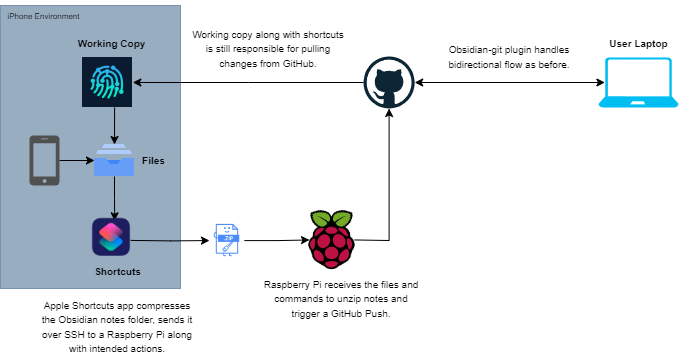 iPhone Environment
Working Copy
Working copy along with shortcuts
is still responsible for pulling
changes from GitHub.
Obsidian-git plugin handles
bidirectional flow as before.
User Laptop
Files
.ZIP
Shortcuts
Apple Shortcuts app compresses
the Obsidian notes folder, sends it
over SSH to a Raspberry Pi along
with intended actions.
Raspberry Pi receives the files and
commands to unzip notes and
trigger a GitHub Push.